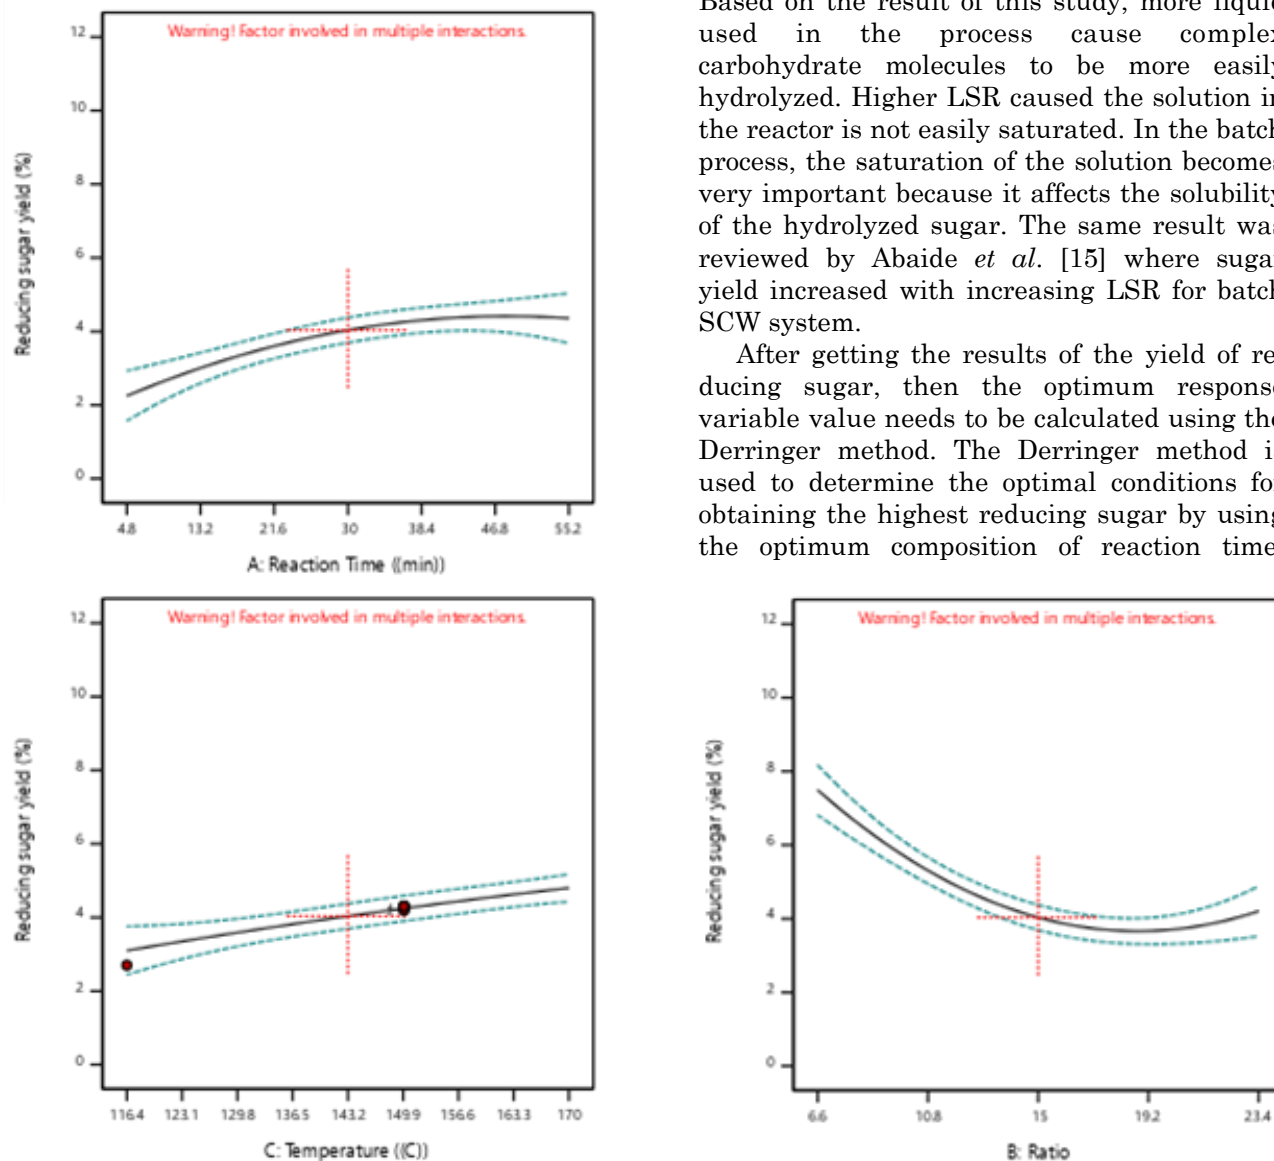 Warning! Factor involved in multiple interactions.
12
10
8
6
4
2
0
Reducing sugar yield (%)
4.8 13.2 21.6 30 38.4 46.8 55.2
A: Reaction Time ((min))
Based on the result of this study, more liqui
used in the process cause complex
carbohydrate molecules to be more easily
hydrolyzed. Higher LSR caused the solution in
the reactor is not easily saturated. In the batch
process, the saturation of the solution becomes
very important because it affects the solubility
of the hydrolyzed sugar. The same result was
reviewed by Abaide et al. [15] where sugar
yield increased with increasing LSR for batch
SCW system.
After getting the results of the yield of re
ducing sugar, then the optimum response
variable value needs to be calculated using the
Derringer method. The Derringer method i
used to determine the optimal conditions for
obtaining the highest reducing sugar by using
the optimum composition of reaction time
Warning! Factor involved in multiple interactions.
12
10
8
6
4
2
0
Reducing sugar yield (%)
4
116.4 123.1 129.8 136.5 143.2 149.9 156.6 163.3 170
C: Temperature ((C))
Warning! Factor involved in multiple interactions.
12
10
8
6
4
2
0
Reducing sugar yield (%)
6.6 10.8 15 19.2 23.4
B: Ratio